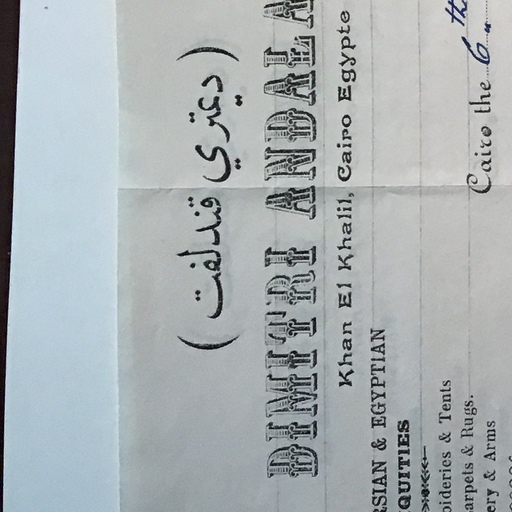 ( ديمتري قندلفت )
DIMITRI ANDALA
Khan El Khalil, Cairo Egypte
RSIAN & EGYPTIAN
IQUITIES
oideries & Tents
arpets & Rugs.
ery & Arms
Cairo the 6th